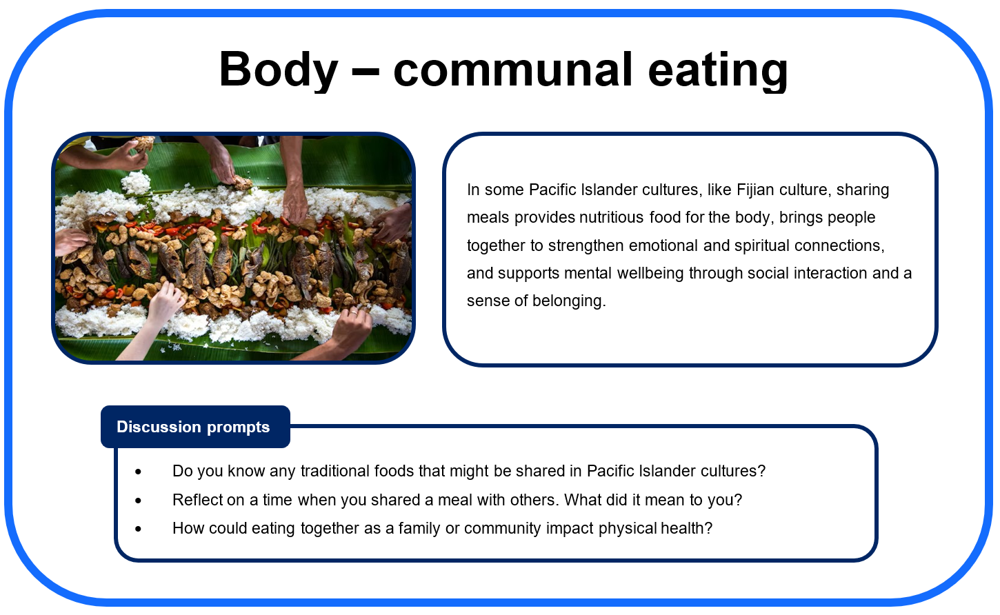 Body – communal eating
In some Pacific Islander cultures, like Fijian culture, sharing
meals provides nutritious food for the body, brings people
together to strengthen emotional and spiritual connections,
and supports mental wellbeing through social interaction and a
sense of belonging.
Discussion prompts
• Do you know any traditional foods that might be shared in Pacific Islander cultures?
• Reflect on a time when you shared a meal with others. What did it mean to you?
• How could eating together as a family or community impact physical health?